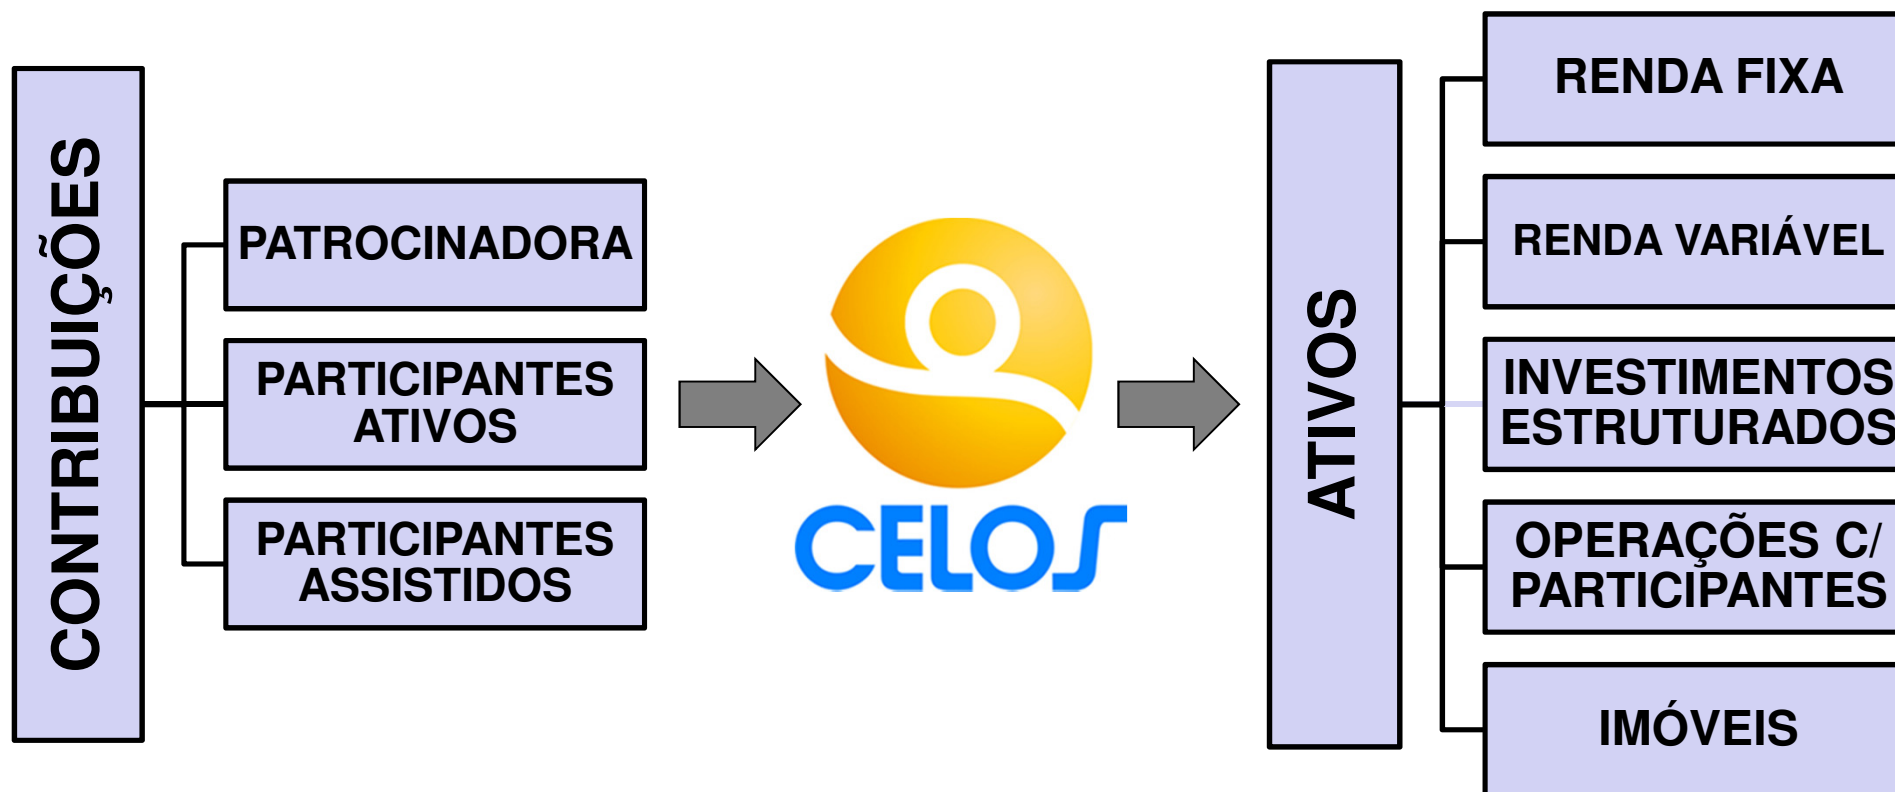 CONTRIBUIÇÕES
PATROCINADORA
PARTICIPANTES
ATIVOS
PARTICIPANTES
ASSISTIDOS
CELOS
ATIVOS
RENDA FIXA
RENDA VARIÁVEL
INVESTIMENTOS
ESTRUTURADOS
OPERAÇÕES C/
PARTICIPANTES
IMÓVEIS